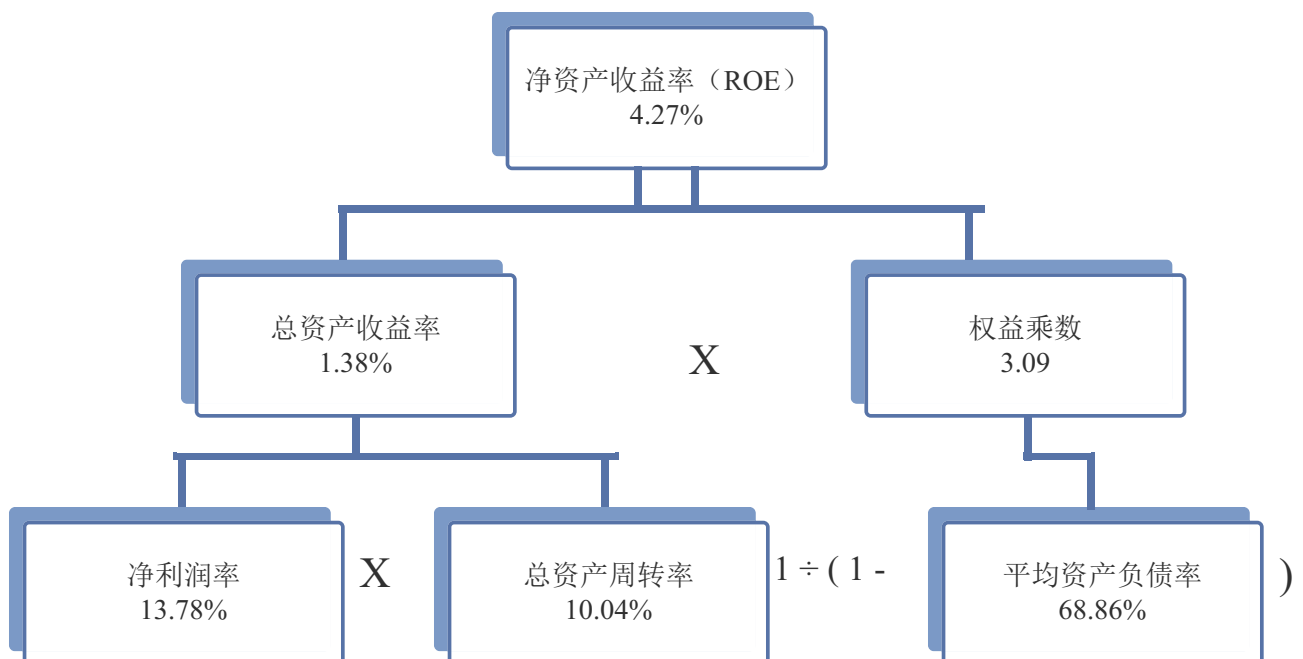 净资产收益率（ROE）
4.27%
总资产收益率
1.38%
X
权益乘数
3.09
净利润率
13.78%
X
总资产周转率
10.04%
1 ÷ ( 1 -
平均资产负债率
68.86%
)